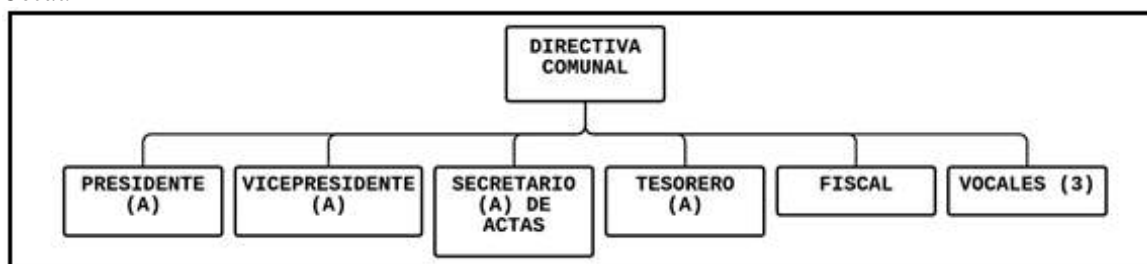 DIRECTIVA
COMUNAL
PRESIDENTE
(A)
VICEPRESIDENTE
(A)
SECRETARIO
(A) DE
ACTAS
TESORERO
(A)
FISCAL
VOCALES (3)